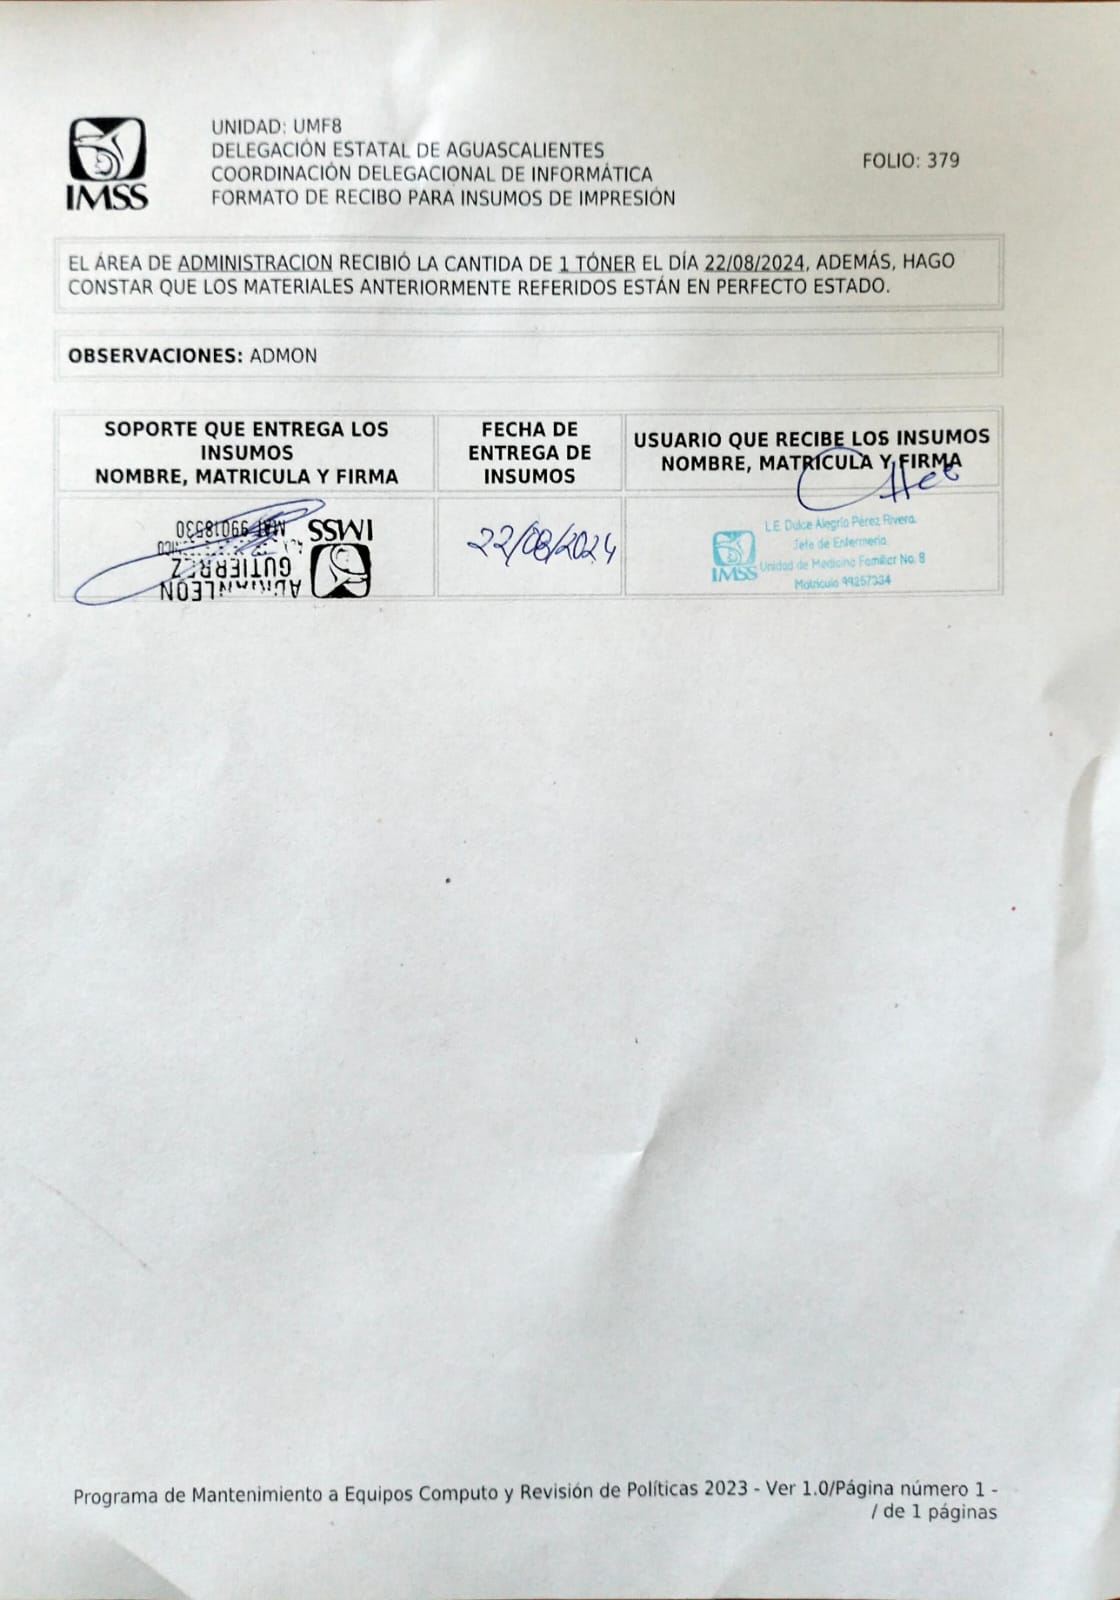 IMSS
UNIDAD: UMF8
DELEGACIÓN ESTATAL DE AGUASCALIENTES
COORDINACIÓN DELEGACIONAL DE INFORMÁTICA
FORMATO DE RECIBO PARA INSUMOS DE IMPRESIÓN
FOLIO: 379
EL ÁREA DE ADMINISTRACION RECIBIÓ LA CANTIDA DE 1 TÓNER EL DÍA 22/08/2024, ADEMÁS, HAGO
CONSTAR QUE LOS MATERIALES ANTERIORMENTE REFERIDOS ESTÁN EN PERFECTO ESTADO.
OBSERVACIONES: ADMON
SOPORTE QUE ENTREGA LOS
INSUMOS
NOMBRE, MATRICULA Y FIRMA
FECHA DE
ENTREGA DE
INSUMOS
USUARIO QUE RECIBE LOS INSUMOS
NOMBRE, MATRICULA Y FIRMA
IMSS
LEON
GUTIERREZ
MAT 99018530
22/08/2024
IMSS
L.E. Dulce Alegría Pérez Rivera.
Jefe de Enfermería
Unidad de Medicina Familiar No. 8
Matricula 99257334
Programa de Mantenimiento a Equipos Computo y Revisión de Políticas 2023 - Ver 1.0/Página número 1 -
/ de 1 páginas